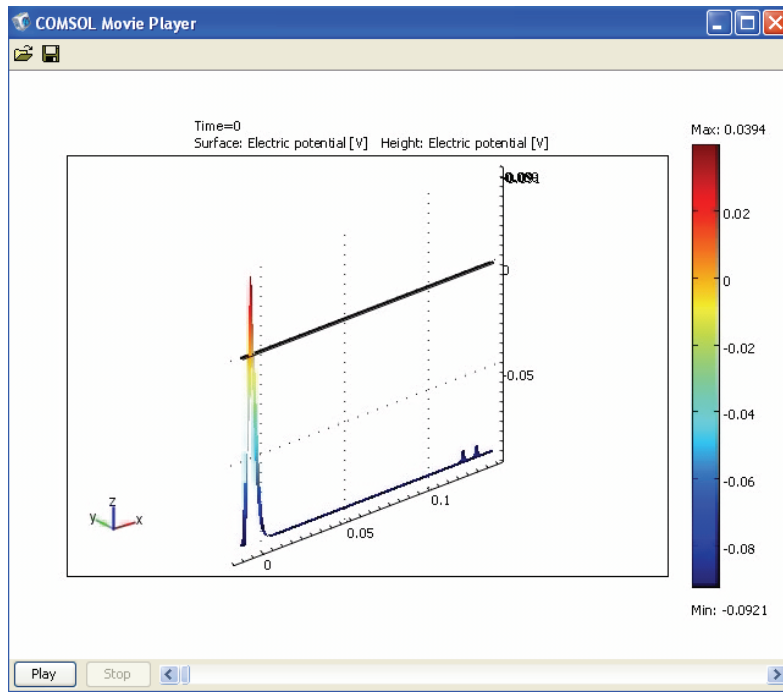 COMSOL Movie Player
Time=0
Surface: Electric potential [V] Height: Electric potential [V]
Max: 0.0394
0.02
0
-0.02
-0.04
-0.06
-0.08
Min: -0.0921
0
-0.05
0.1
0.05
0
z
y
x
Play
Stop